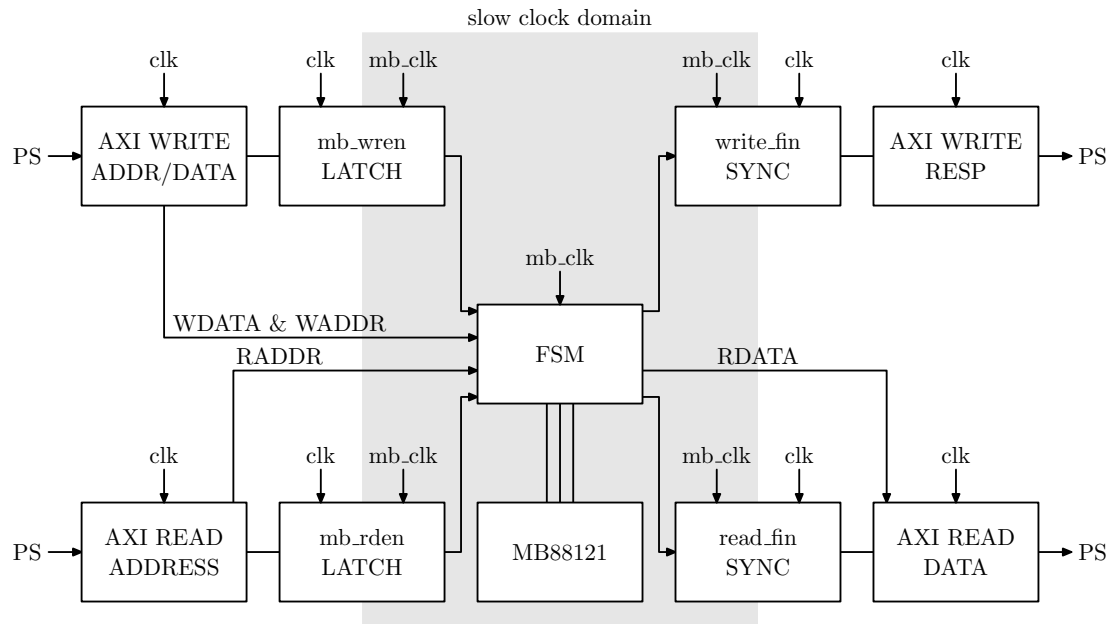 slow clock domain
clk
clk
mb_clk
mb_clk
clk
clk
PS
AXI WRITE
ADDR/DATA
mb_wren
LATCH
write_fin
SYNC
AXI WRITE
RESP
PS
mb_clk
WDATA & WADDR
RADDR
FSM
RDATA
clk
clk
mb_clk
mb_clk
clk
clk
PS
AXI READ
ADDRESS
mb_rden
LATCH
MB88121
read_fin
SYNC
AXI READ
DATA
PS